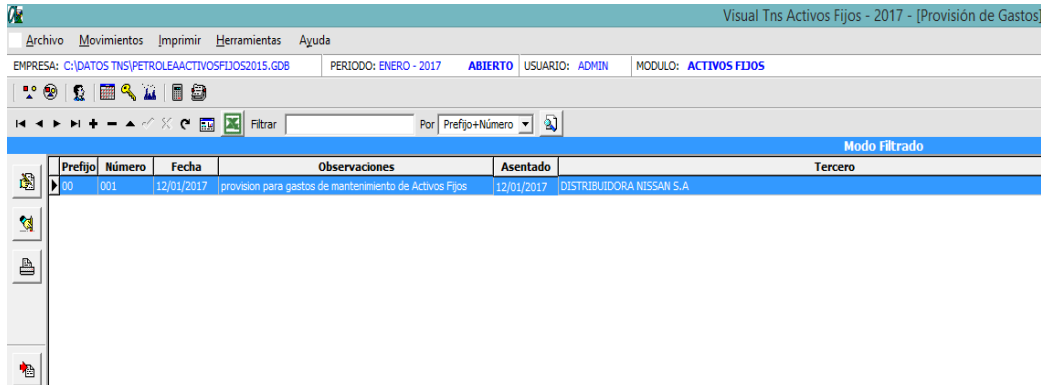 Visual Tns Activos Fijos - 2017 - [Provisión de Gastos]
Archivo Movimientos Imprimir Herramientas Ayuda
EMPRESA: C:\DATOS TNS\PETROLEAACTIVOSFIJOS2015.GDB PERIODO: ENERO - 2017 ABIERTO USUARIO: ADMIN MODULO: ACTIVOS FIJOS
Filtrar Por Prefijo+Número
Modo Filtrado
Prefijo Número Fecha Observaciones Asentado Tercero
00 001 12/01/2017 provision para gastos de mantenimiento de Activos Fijos 12/01/2017 DISTRIBUIDORA NISSAN S.A